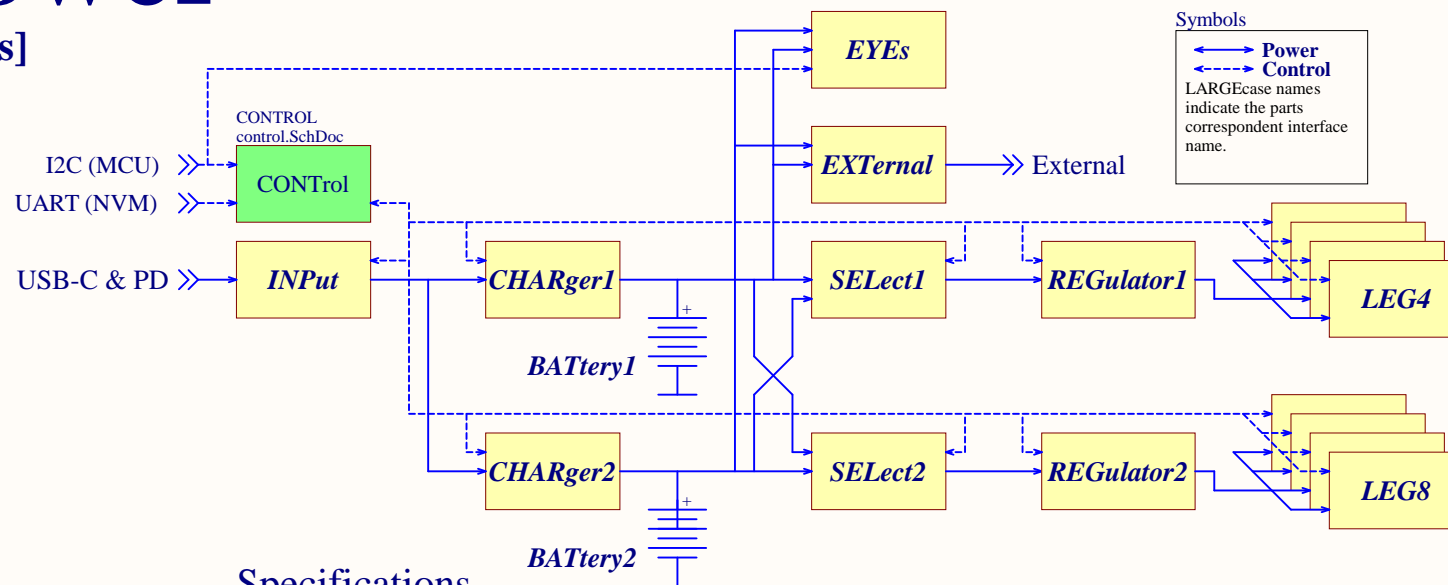 s]
Symbols
Power
Control
LARGEcase names
indicate the parts
correspondent interface
name.
EYEs
CONTROL
control.SchDoc
I2C (MCU)
CONTrol
UART (NVM)
EXTernal
External
USB-C & PD
INPut
CHARger1
SELect1
REGulator1
LEG4
+
BATtery1
CHARger2
SELect2
REGulator2
LEG8
+
BATtery2
Specifications